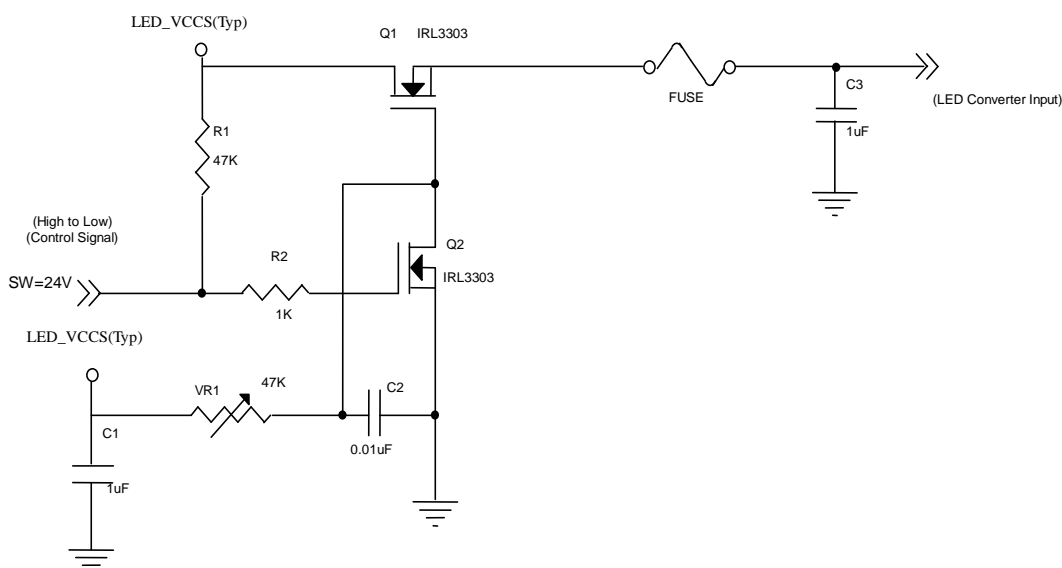 LED_VCCS(Typ)
Q1 IRL3303
R1
47K
FUSE
C3
1uF
(LED Converter Input)
(High to Low)
(Control Signal)
SW=24V
R2
1K
Q2
IRL3303
LED_VCCS(Typ)
VR1 47K
C1
1uF
C2
0.01uF